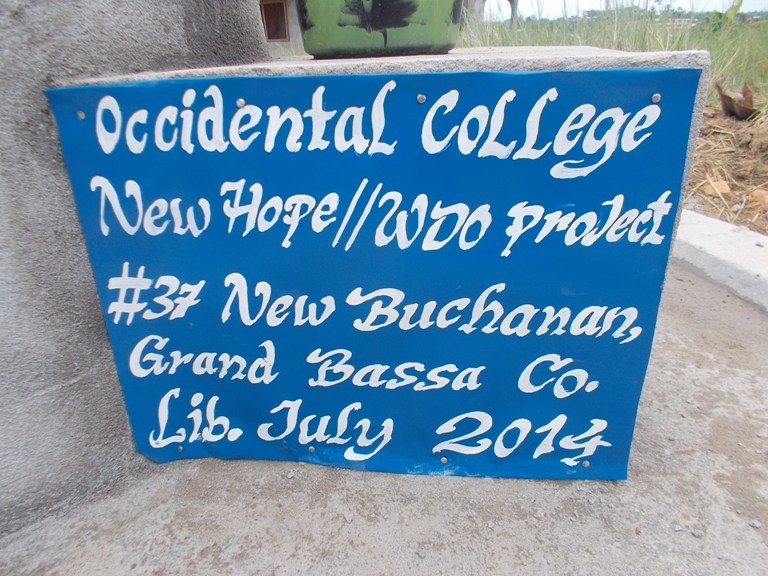 Occidental College
New Hope//WDO Project
#37 New Buchanan,
Grand Bassa Co.
Lib. July 2014